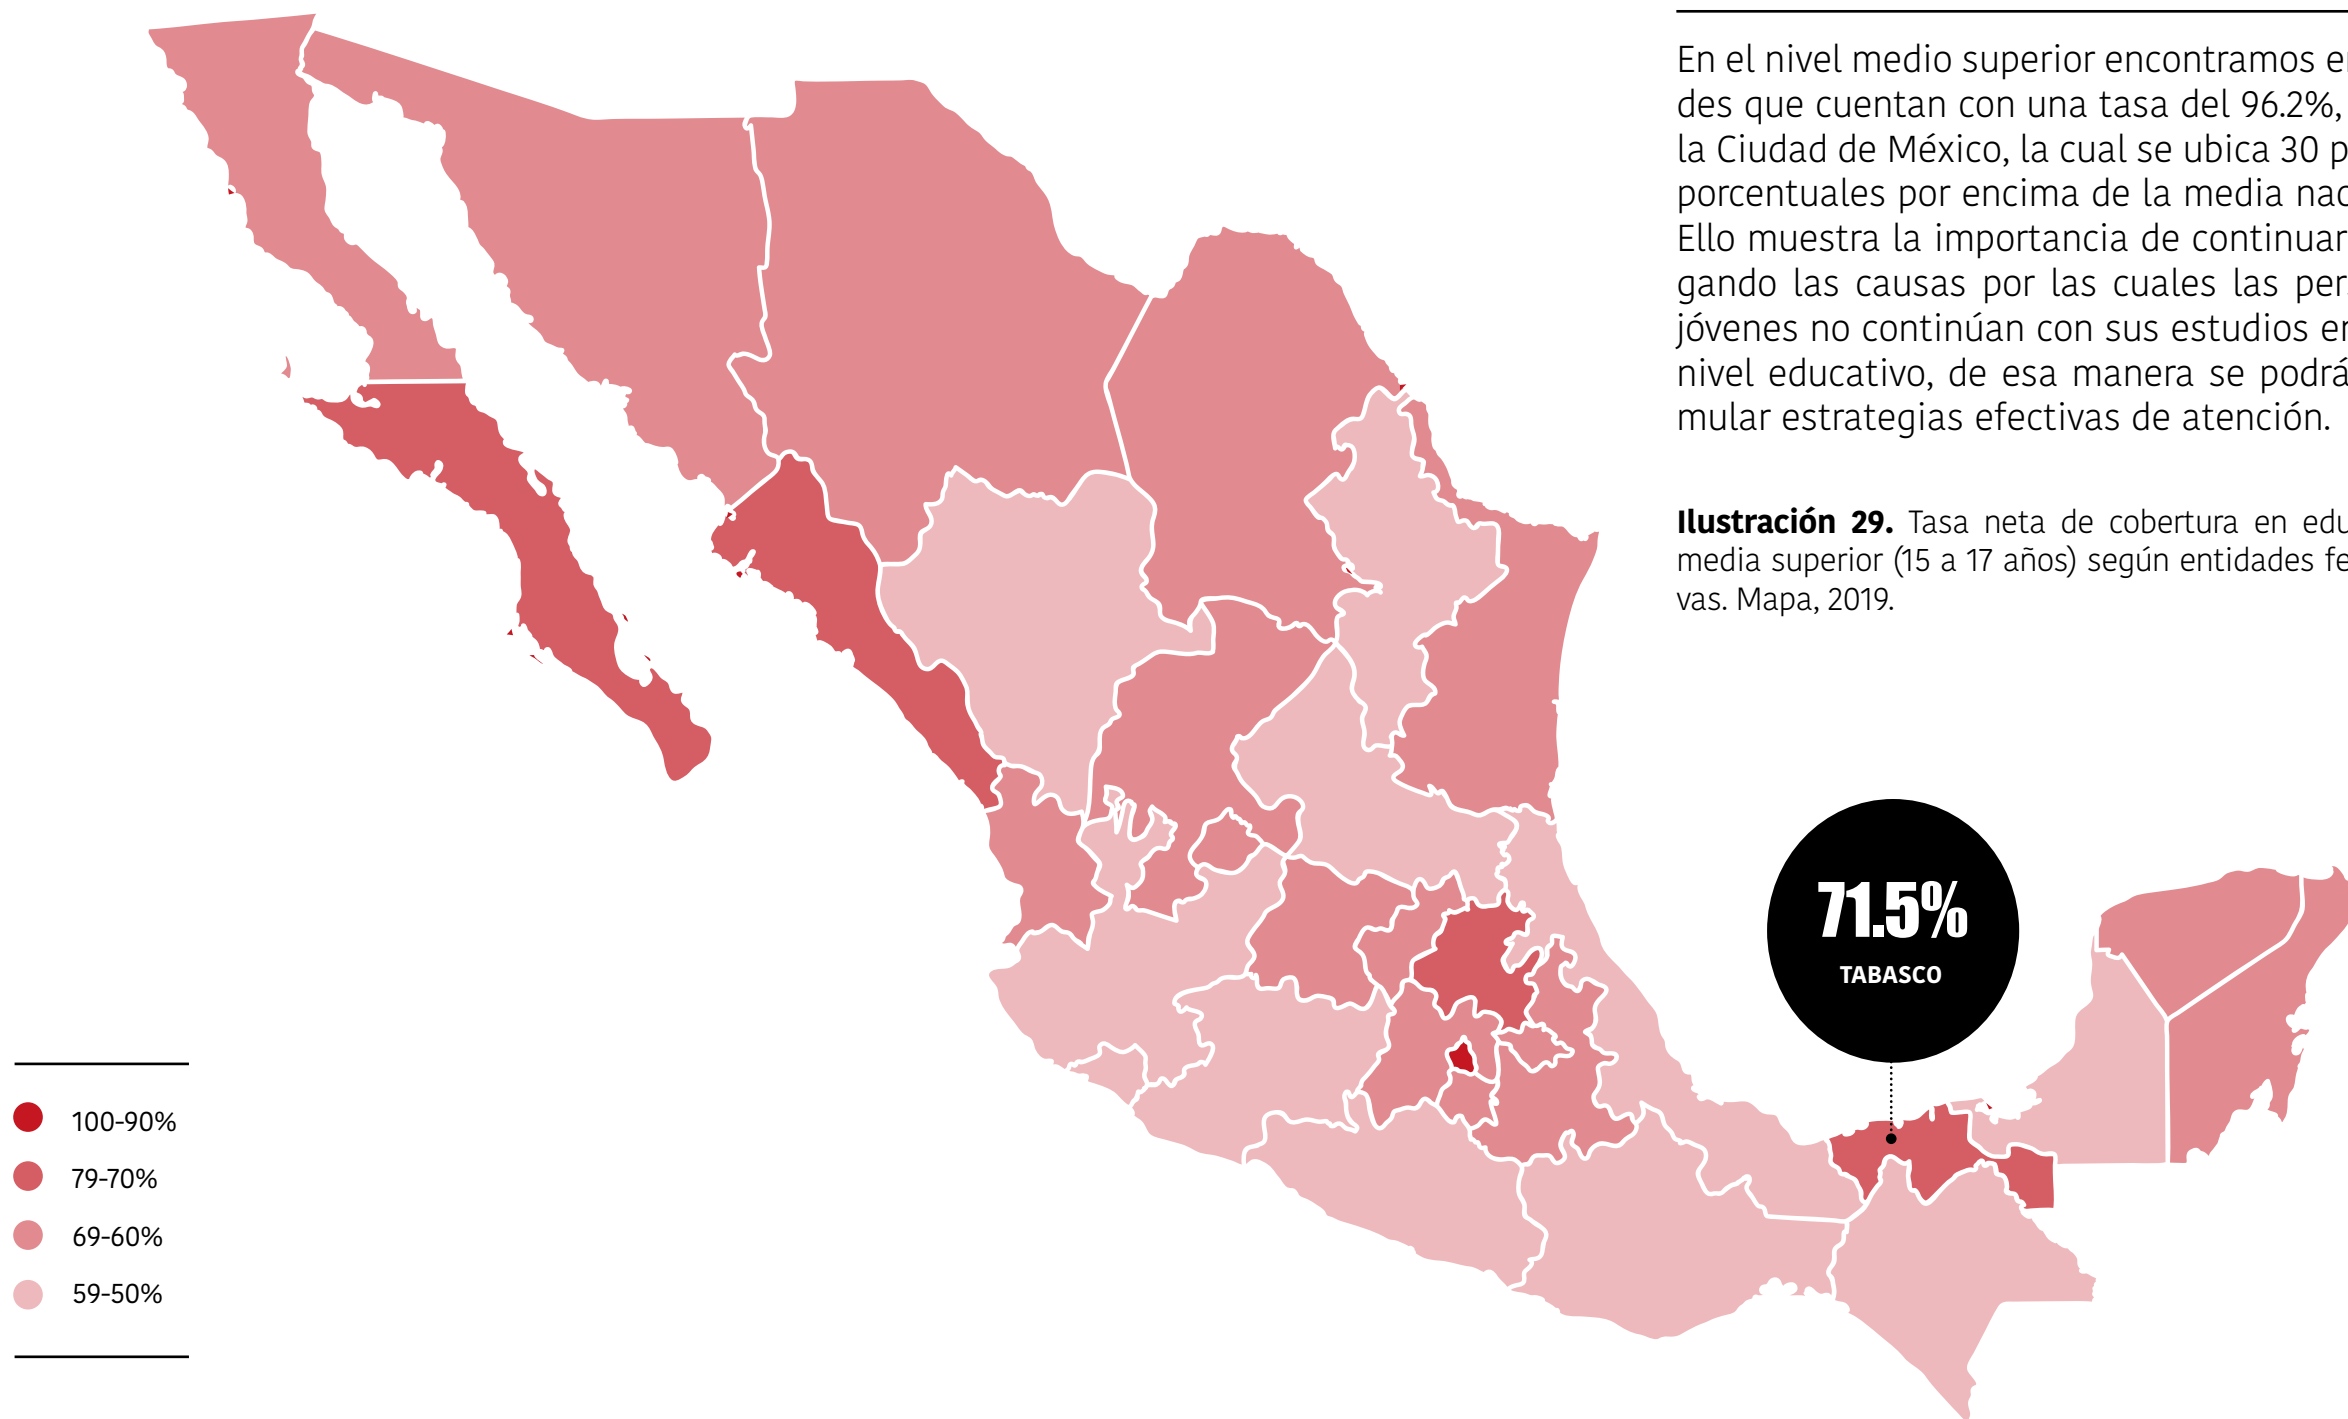 En el nivel medio superior encontramos
des que cuentan con una tasa del 96.2%,
la Ciudad de México, la cual se ubica 30
porcentuales por encima de la media
Ello muestra la importancia de continuar
gando las causas por las cuales las
jóvenes no continúan con sus estudios
nivel educativo, de esa manera se podrá
mular estrategias efectivas de atención.
Ilustración 29. Tasa neta de cobertura en
media superior (15 a 17 años) según entidades
vas. Mapa, 2019.
71.5%
TABASCO
100-90%
79-70%
69-60%
59-50%